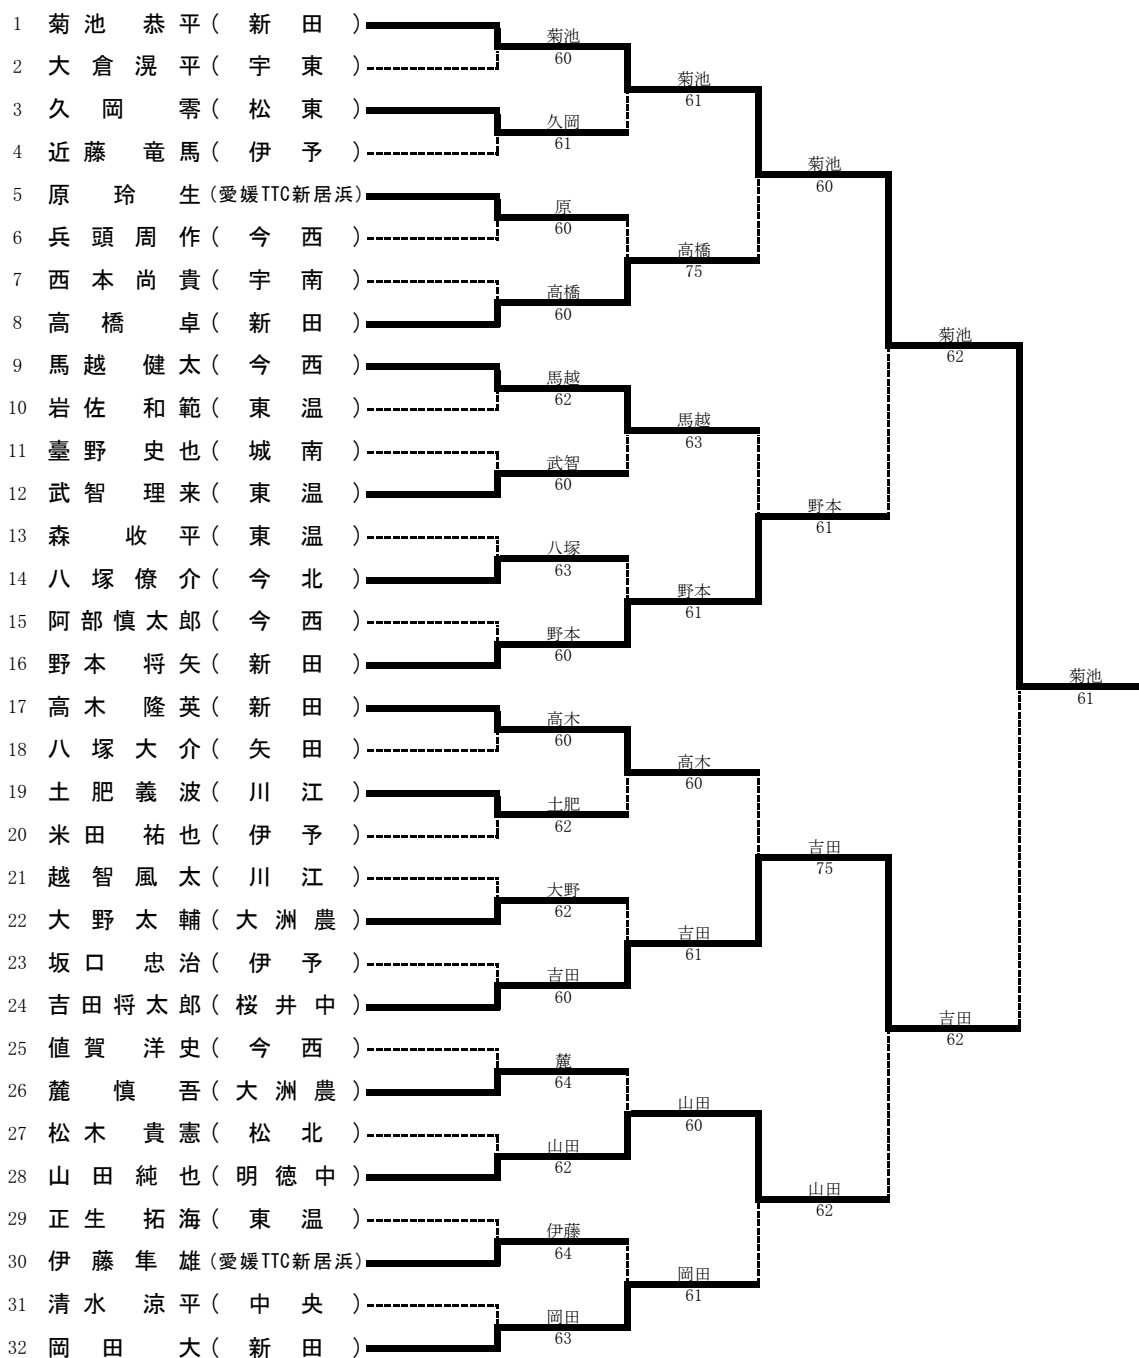 1 菊池 恭平 (新田)
2 大倉滉平 (宇東)
3 久岡 零 (松東)
4 近藤 竜馬 (伊予)
5 原 玲生 (愛媛TTC新居浜)
6 兵頭周作 (今西)
7 西本尚貴 (宇南)
8 高橋 卓 (新田)
9 馬越 健太 (今西)
10 岩佐 和範 (東温)
11 臺野 史也 (城南)
12 武智 理来 (東温)
13 森 收平 (東温)
14 八塚僚介 (今北)
15 阿部慎太郎 (今西)
16 野本 将矢 (新田)
17 高木 隆英 (新田)
18 八塚大介 (矢田)
19 土肥義波 (川江)
20 米田 祐也 (伊予)
21 越智風太 (川江)
22 大野太輔 (大洲農)
23 坂口 忠治 (伊予)
24 吉田将太郎 (桜井中)
25 値賀 洋史 (今西)
26 麓 慎吾 (大洲農)
27 松木 貴憲 (松北)
28 山田純也 (明徳中)
29 正生 拓海 (東温)
30 伊藤隼雄 (愛媛TTC新居浜)
31 清水 涼平 (中央)
32 岡田 大 (新田)
菊池
60
久岡
61
原
60
高橋
60
馬越
62
武智
60
八塚
63
野本
60
高木
60
土肥
62
大野
62
吉田
60
麓
64
山田
62
伊藤
64
岡田
63
菊池
61
高橋
75
馬越
63
野本
61
高木
60
吉田
61
山田
60
岡田
61
菊池
60
野本
61
吉田
75
山田
62
菊池
62
吉田
62
菊池
61